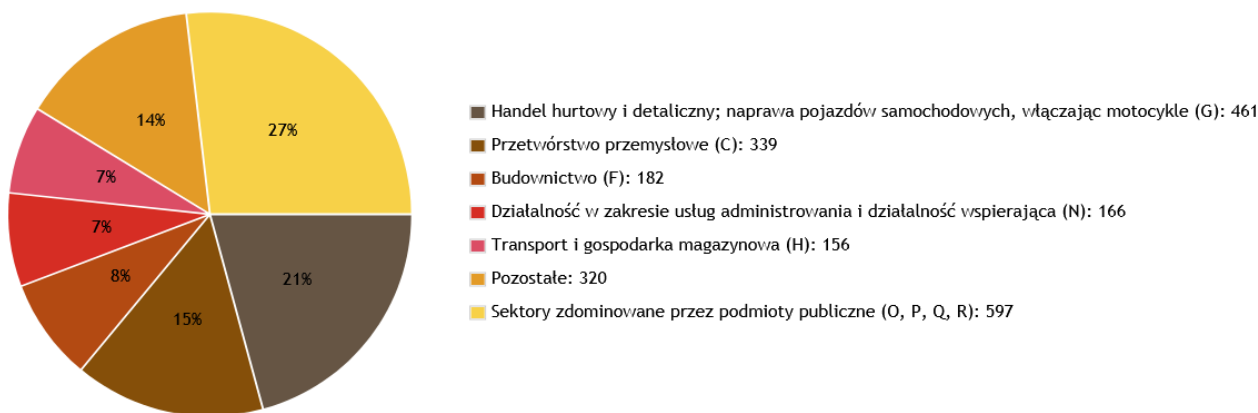 27%
14%
7%
7%
8%
15%
21%
Handel hurtowy i detaliczny; naprawa pojazdów samochodowych, włączając motocykle (G): 461
Przetwórstwo przemysłowe (C): 339
Budownictwo (F): 182
Działalność w zakresie usług administrowania i działalność wspierająca (N): 166
Transport i gospodarka magazynowa (H): 156
Pozostałe: 320
Sektory zdominowane przez podmioty publiczne (O, P, Q, R): 597